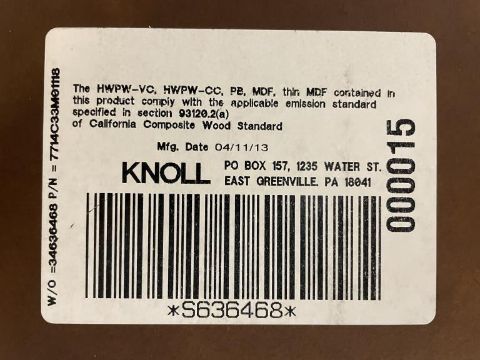 The HWPW-VC, HWPW-CC, PB, MDF, thin MDF contained in
this product comply with the applicable emission standard
specified in section 93120.2(a)
of California Composite Wood Standard
Mfg. Date 04/11/13
KNOLL
PO BOX 157, 1235 WATER ST.
EAST GREENVILLE. PA 18041
*S636468*
000015
W/O =34636468 P/N = 7714C33M01118